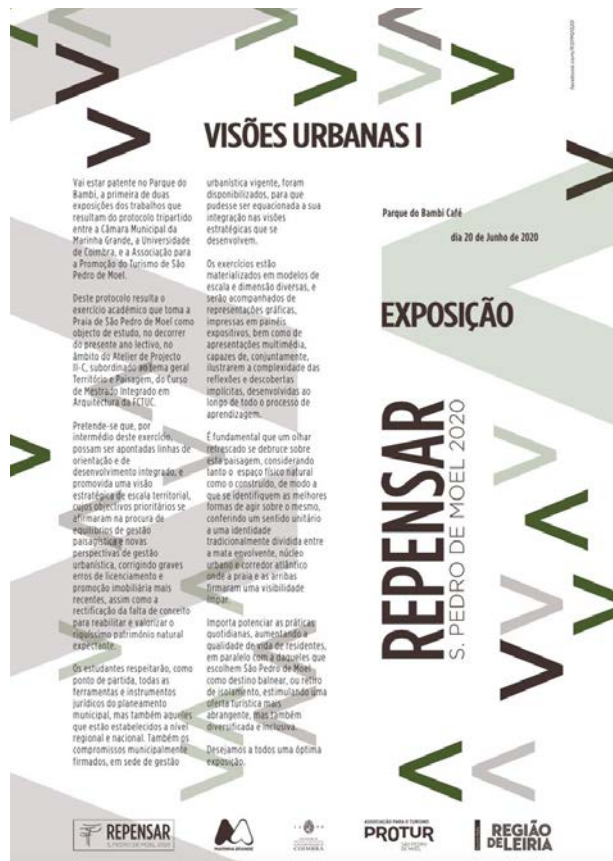 VISÕES URBANAS I
Vai estar patente no Parque do
Bambi, a primeira de duas
exposições dos trabalhos que
resultam do protocolo tripartido
entre a Câmara Municipal da
Marinha Grande, a Universidade
de Coimbra, e a Associação para
a Promoção do Turismo de São
Pedro de Moel.
Deste protocolo resulta o
exercício académico que toma a
Praia de São Pedro de Moel como
objecto de estudo, no decorrer
do presente ano lectivo, no
âmbito do Atelier de Projecto
II-C, subordinado ao tema geral
Território e Paisagem, do Curso
de Mestrado Integrado em
Arquitectura da FCTUC.
Pretende-se que, por
intermédio deste exercício,
possam ser apontadas linhas de
orientação e de
desenvolvimento integrado, e
promovida uma visão
estratégica de escala territorial,
cujos objectivos prioritários se
afirmaram na procura de
equilíbrios de gestão
paisagística e novas
perspectivas de gestão
urbanística, corrigindo graves
erros de licenciamento e
promoção imobiliária mais
recentes, assim como a
rectificação da falta de conceito
para reabilitar e valorizar o
riquíssimo património natural
expectante.
Os estudantes respeitarão, como
ponto de partida, todas as
ferramentas e instrumentos
jurídicos do planeamento
municipal, mas também aqueles
que estão estabelecidos a nível
regional e nacional. Também os
compromissos municipalmente
firmados, em sede de gestão
urbanística vigente, foram
disponibilizados, para que
pudesse ser equacionada a sua
integração nas visões
estratégicas que se
desenvolvem.
Os exercícios estão
materializados em modelos de
escala e dimensão diversas, e
serão acompanhados de
representações gráficas,
impressas em painéis
expositivos, bem como de
apresentações multimédia,
capazes de, conjuntamente,
ilustrarem a complexidade das
reflexões e descobertas
implícitas, desenvolvidas ao
longo de todo o processo de
aprendizagem.
É fundamental que um olhar
refrescado se debruce sobre
esta paisagem, considerando
tanto o espaço físico natural
como o construído, de modo a
que se identifiquem as melhores
formas de agir sobre o mesmo,
conferindo um sentido unitário
a uma identidade
tradicionalmente dividida entre
a mata envolvente, núcleo
urbano e corredor atlântico
onde a praia e as arribas
firmaram uma visibilidade
ímpar.
Importa potenciar as práticas
quotidianas, aumentando a
qualidade de vida de residentes,
em paralelo com a daqueles que
escolhem São Pedro de Moel
como destino balnear, ou retiro
de isolamento, estimulando uma
oferta turística mais
abrangente, mas também
diversificada e inclusiva.
Desejamos a todos uma óptima
exposição.
Parque do Bambi Café
dia 20 de Junho de 2020
EXPOSIÇÃO
REPENSAR
S. PEDRO DE MOEL 2020
REPENSAR
S. PEDRO DE MOEL 2020
MARINHA GRANDE
COIMBRA
ASSOCIAÇÃO PARA O TURISMO
PROTUR
SÃO PEDRO
DE MOEL
REGIÃO
DE LEIRIA